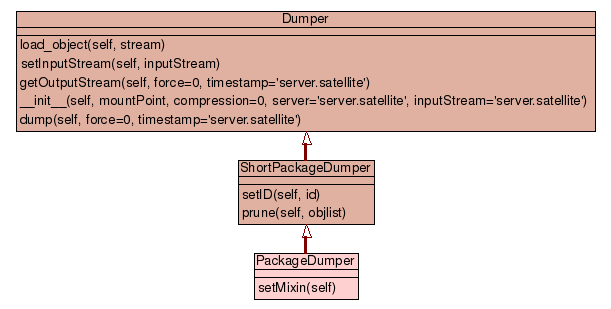 Dumper
load_object(self, stream)
setInputStream(self, inputStream)
getOutputStream(self, force=0, timestamp='server.satellite')
__init__(self, mountPoint, compression=0, server='server.satellite', inputStream='server.satellite')
dump(self, force=0, timestamp='server.satellite')
ShortPackageDumper
setID(self, id)
prune(self, objlist)
PackageDumper
setMixin(self)